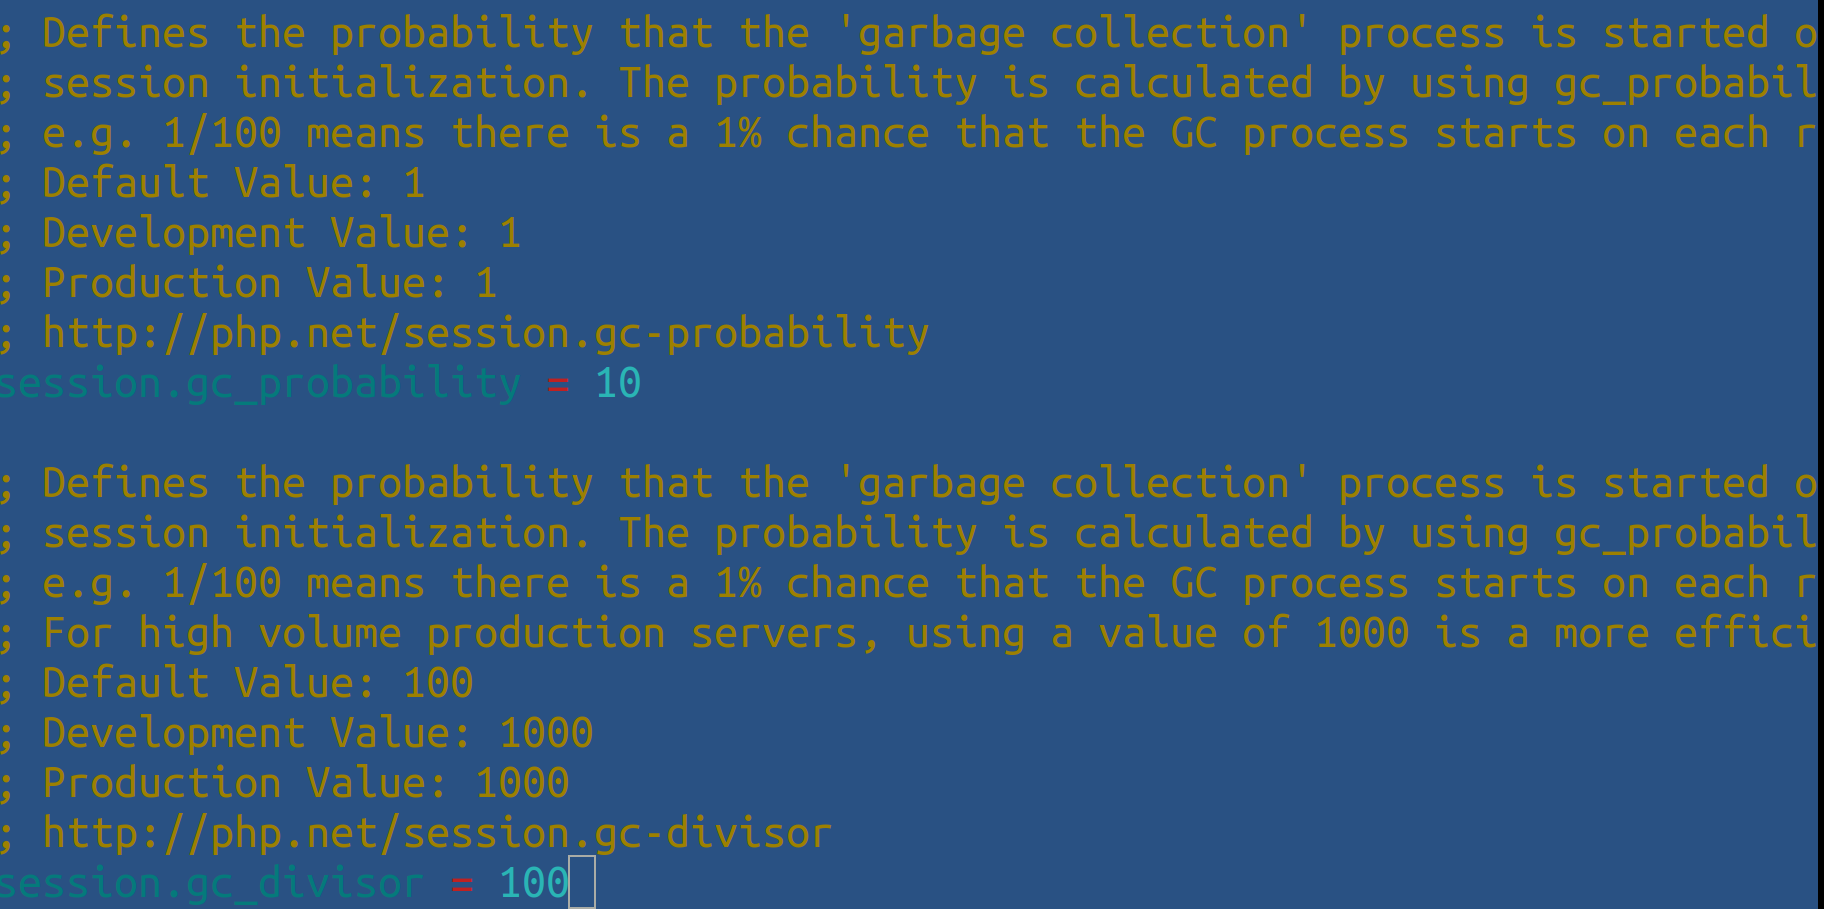 ; Defines the probability that the 'garbage collection' process is started o
; session initialization. The probability is calculated by using gc_probabil
; e.g. 1/100 means there is a 1% chance that the GC process starts on each r
; Default Value: 1
; Development Value: 1
; Production Value: 1
; http://php.net/session.gc-probability
session.gc_probability = 10
; Defines the probability that the 'garbage collection' process is started o
; session initialization. The probability is calculated by using gc_probabil
; e.g. 1/100 means there is a 1% chance that the GC process starts on each r
; For high volume production servers, using a value of 1000 is a more effici
; Default Value: 100
; Development Value: 1000
; Production Value: 1000
; http://php.net/session.gc-divisor
session.gc_divisor = 100